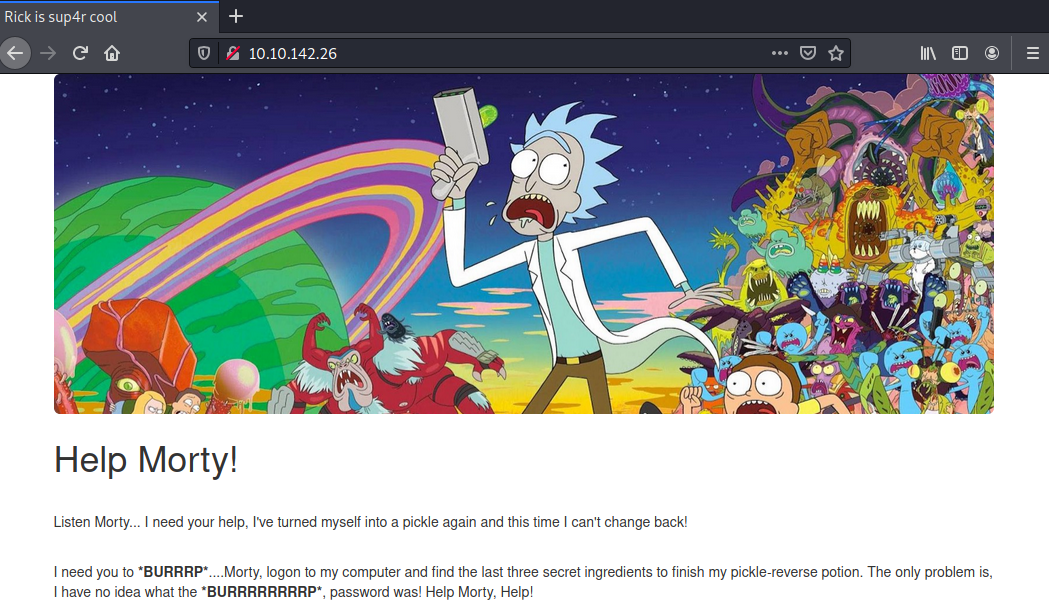 Rick is sup4r cool
10.10.142.26
Help Morty!
Listen Morty... I need your help, I've turned myself into a pickle again and this time I can't change back!
I need you to *BURRRP*....Morty, logon to my computer and find the last three secret ingredients to finish my pickle-reverse potion. The only problem is,
I have no idea what the *BURRRRRRRRP*, password was! Help Morty, Help!